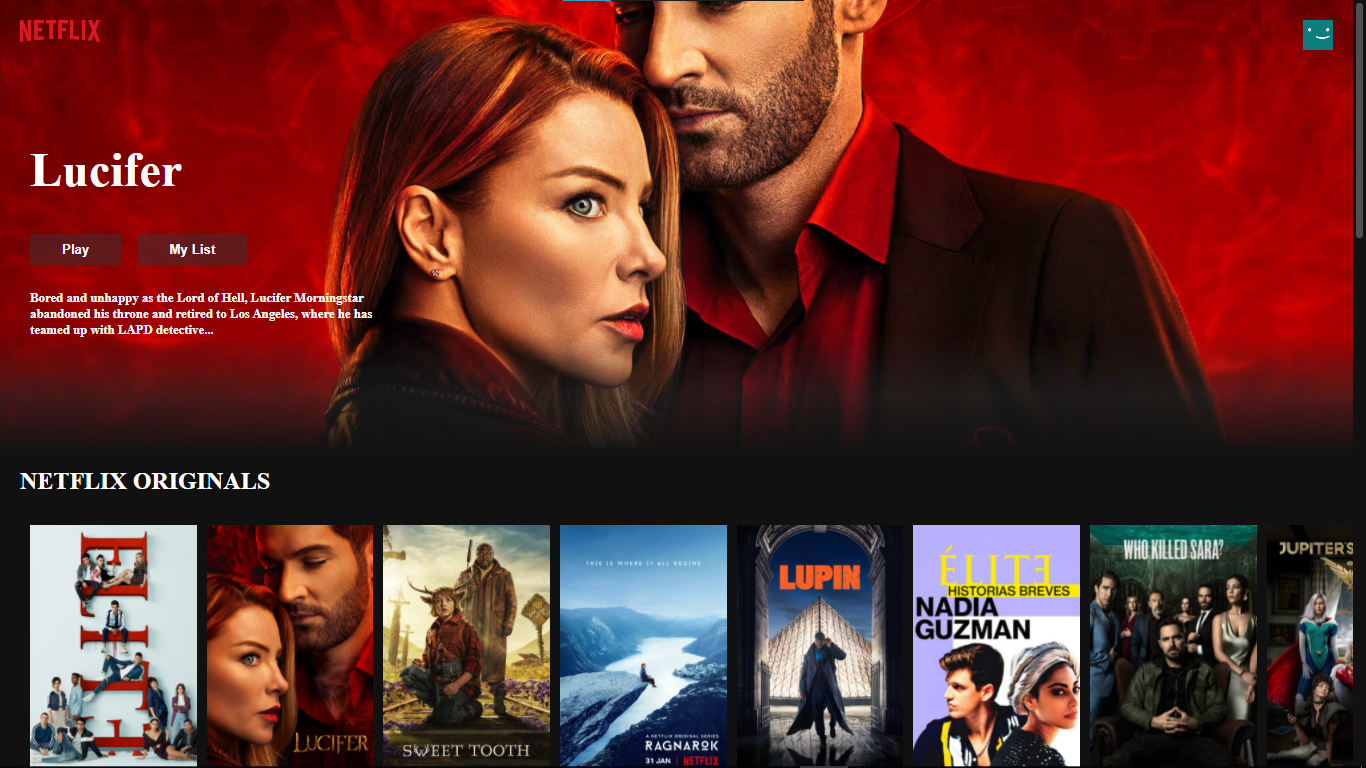 NETFLIX
Lucifer
Play
My List
Bored and unhappy as the Lord of Hell, Lucifer Morningstar
abandoned his throne and retired to Los Angeles, where he has
teamed up with LAPD detective...
NETFLIX ORIGINALS
ELITE
LUCIFER
SWEET TOOTH
THIS IS WHERE IT ALL BEGINS
A NETFLIX ORIGINAL SERIES
RAGNARØK
31 JAN | NETFLIX
LUPIN
ÉLITE
HISTORIAS BREVES
NADIA
GUZMAN
WHO KILLED SARA?
JUPITER'S